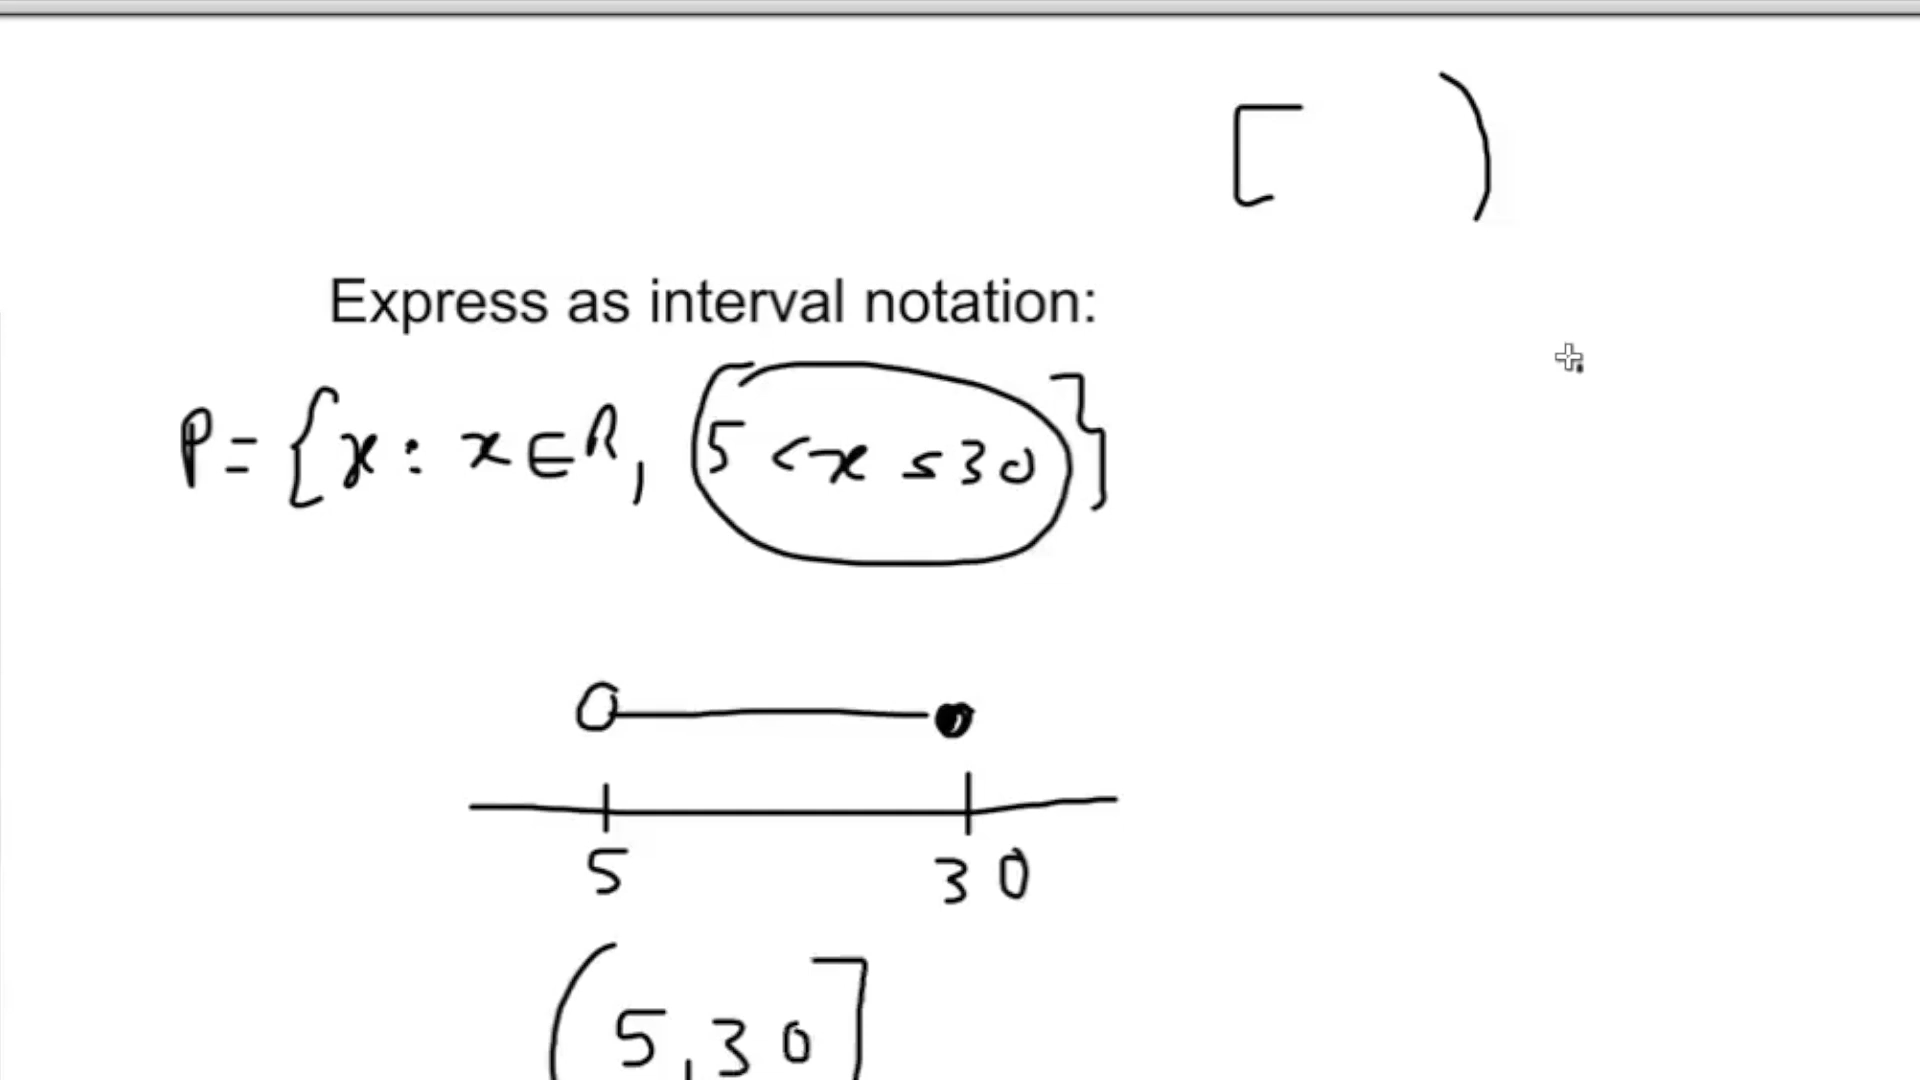 [ )
Express as interval notation:
P = {x : x ∈ R, 5 < x ≤ 30}
5 30
(5, 30]